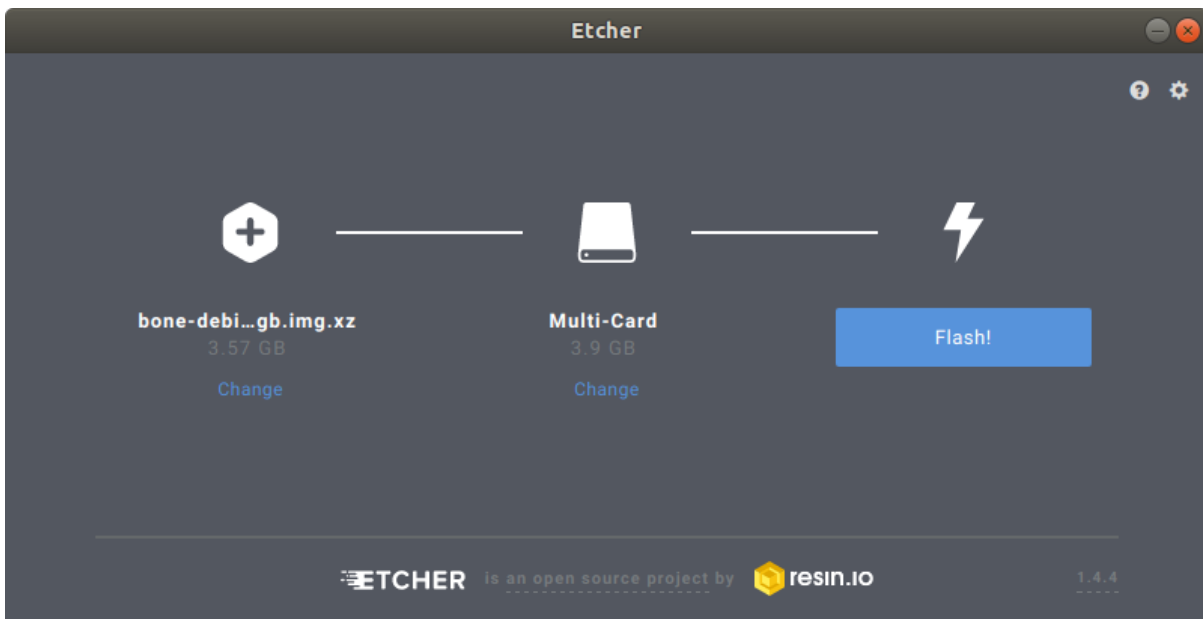 Etcher
bone-debi...gb.img.xz
3.57 GB
Change
Multi-Card
3.9 GB
Change
Flash!
ETCHER is an open source project by resin.io
1.4.4